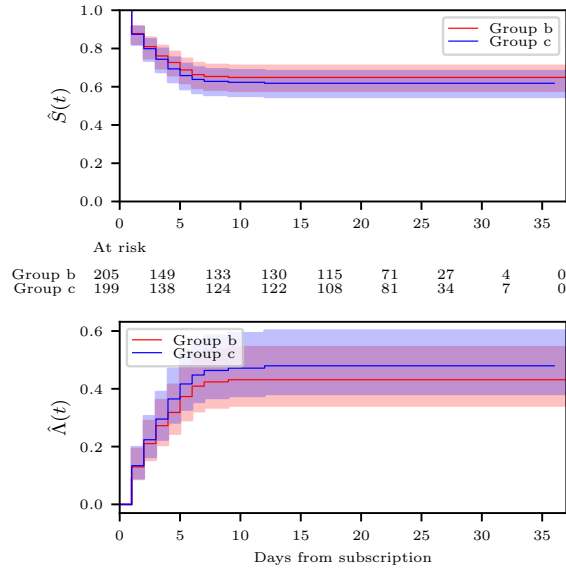 1.0
0.8
0.6
0.4
0.2
0.0
Ŝ(t)
Group b
Group c
0 5 10 15 20 25 30 35
At risk
Group b 205 149 133 130 115 71 27 4 0
Group c 199 138 124 122 108 81 34 7 0
0.6
0.4
0.2
0.0
Λ̂(t)
Group b
Group c
0 5 10 15 20 25 30 35
Days from subscription